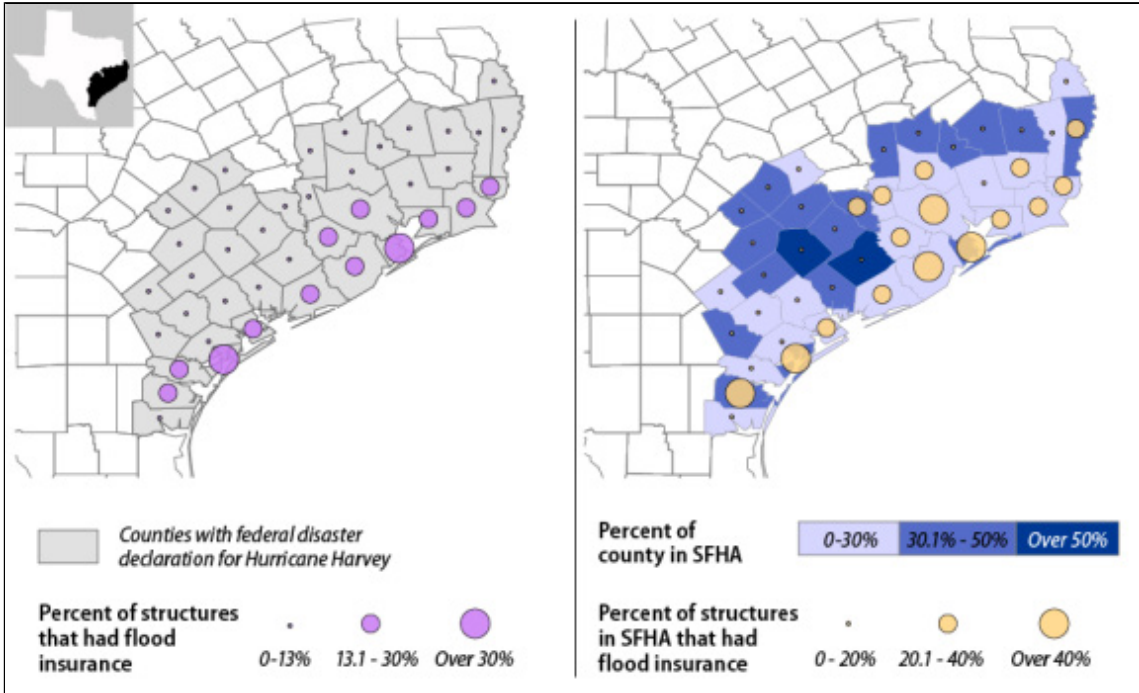 Counties with federal disaster
declaration for Hurricane Harvey
Percent of structures
that had flood
insurance
0-13%
13.1 - 30%
Over 30%
Percent of
county in SFHA
0-30%
30.1% - 50%
Over 50%
Percent of structures
in SFHA that had
flood insurance
0 - 20%
20.1 - 40%
Over 40%